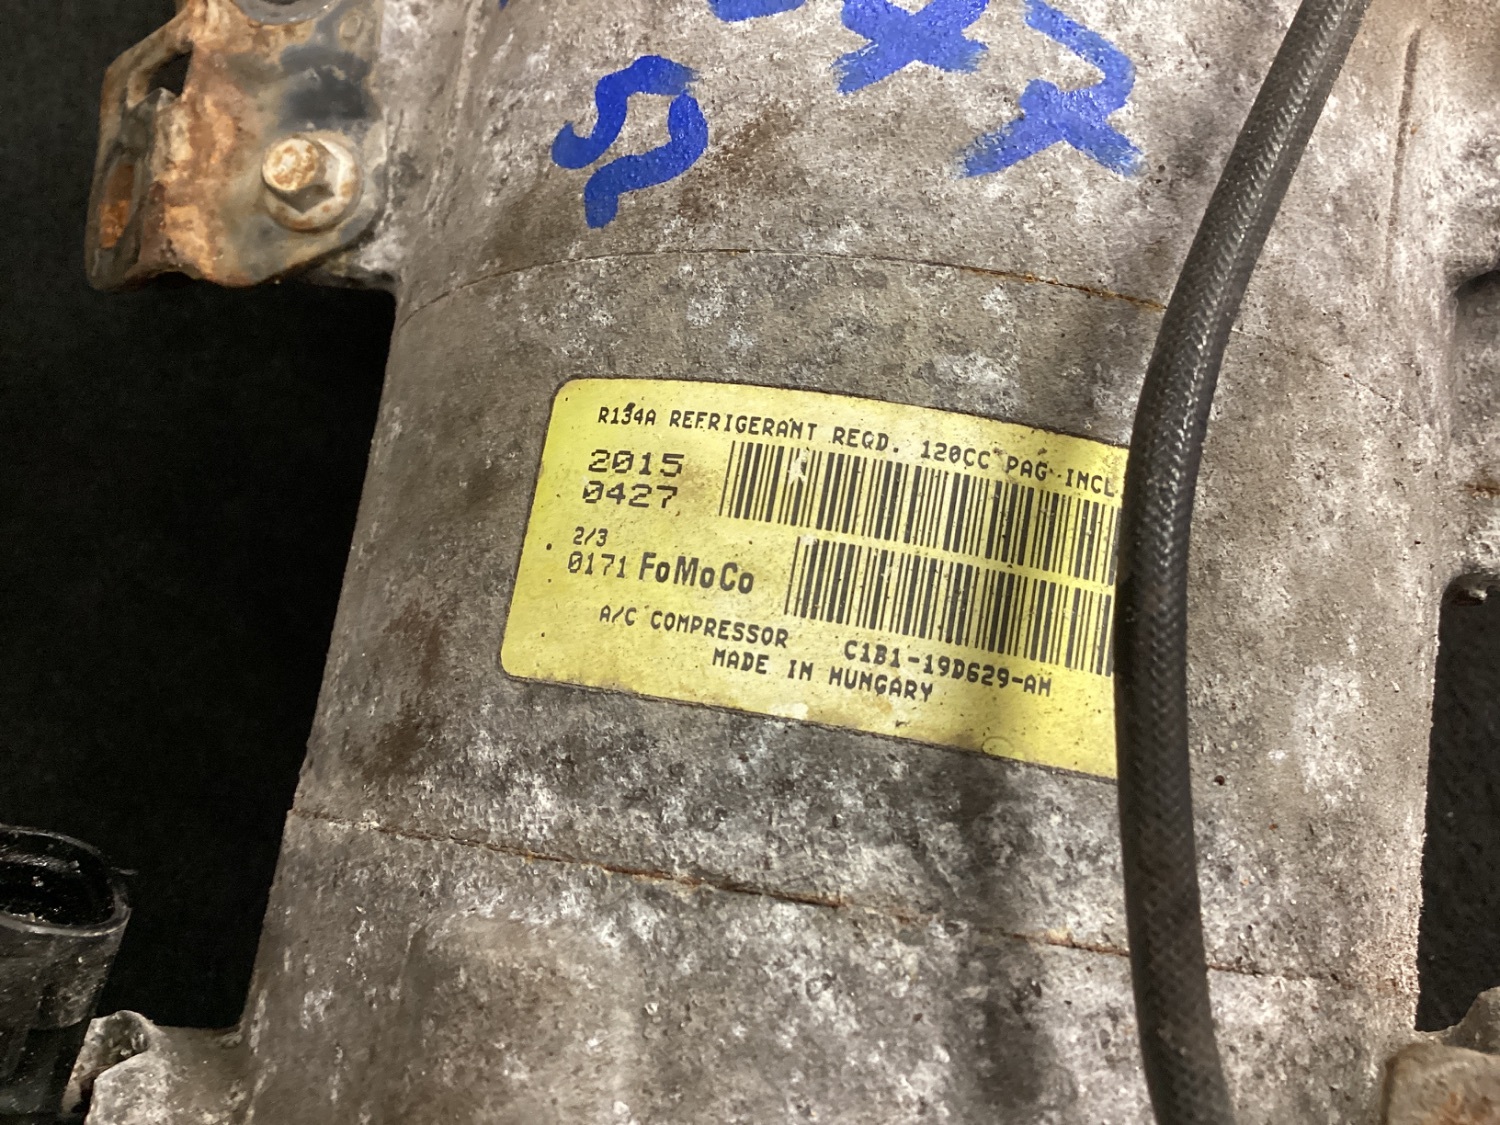 R134A REFRIGERANT REQD. 120CC PAG INCL.
2015
0427
2/3
0171 FoMoCo
A/C COMPRESSOR C1B1-19D629-AH
MADE IN HUNGARY